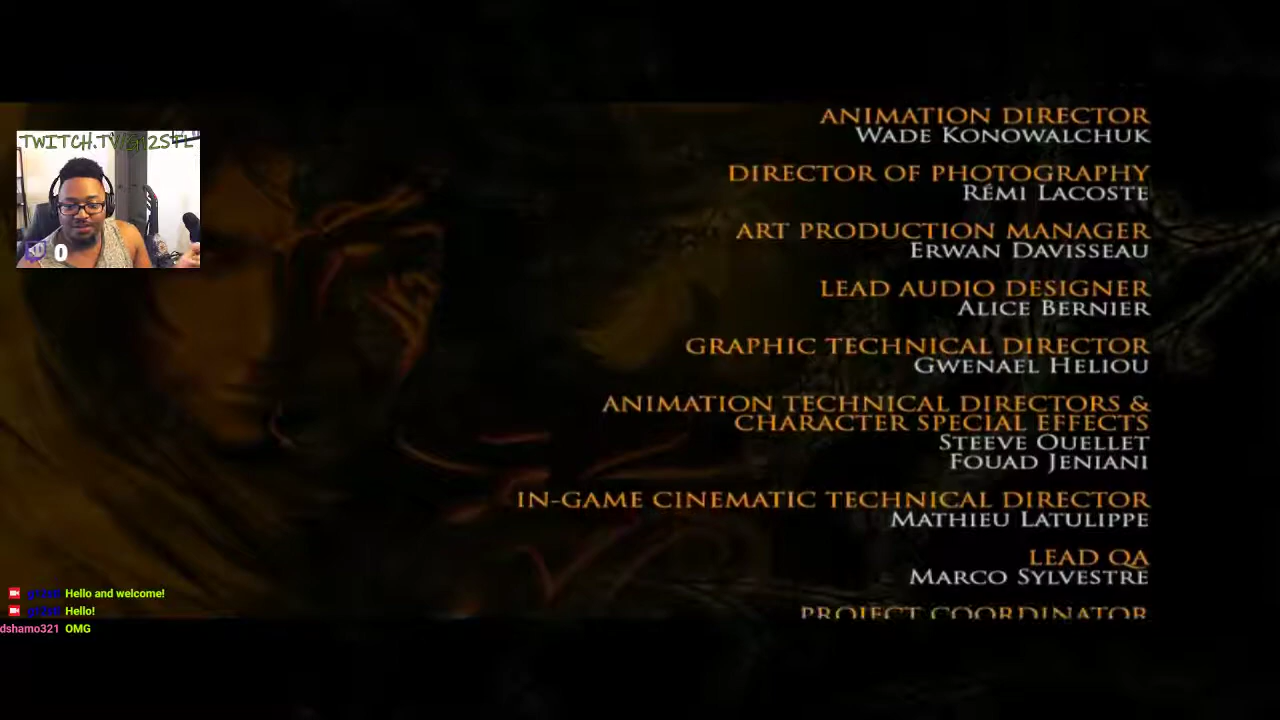 ANIMATION DIRECTOR
WADE KONOWALCHUK
DIRECTOR OF PHOTOGRAPHY
RÉMI LACOSTE
ART PRODUCTION MANAGER
ERWAN DAVISSEAU
LEAD AUDIO DESIGNER
ALICE BERNIER
GRAPHIC TECHNICAL DIRECTOR
GWENAEL HELIOU
ANIMATION TECHNICAL DIRECTORS &
CHARACTER SPECIAL EFFECTS
STEEVE OUELLET
FOUAD JENIANI
IN-GAME CINEMATIC TECHNICAL DIRECTOR
MATHIEU LATULIPPE
LEAD QA
MARCO SYLVESTRE
PROJECT COORDINATOR
0
Hello and welcome!
Hello!
dshamo321 OMG